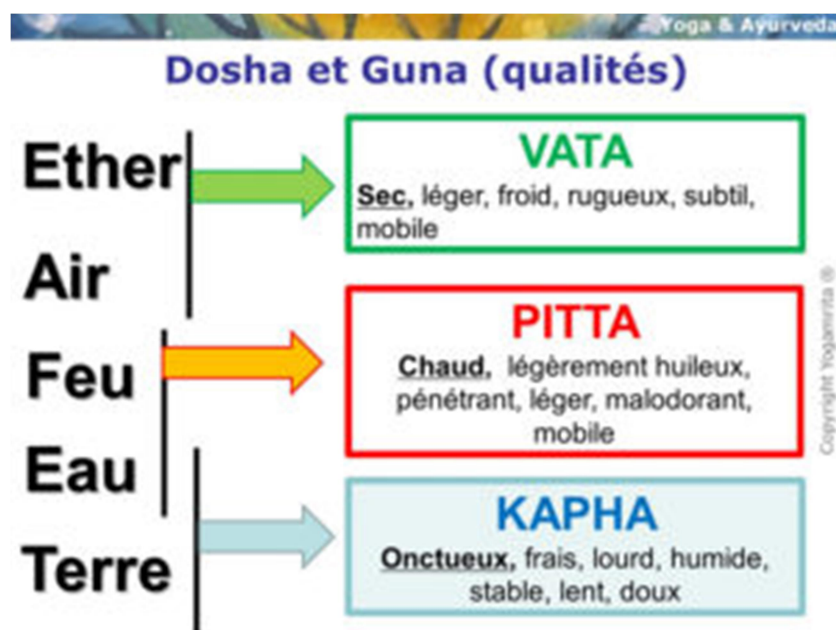 Yoga & Ayurveda
Dosha et Guna (qualités)
Ether
Air
Feu
Eau
Terre
VATA
Sec, léger, froid, rugueux, subtil,
mobile
PITTA
Chaud, légèrement huileux,
pénétrant, léger, malodorant,
mobile
KAPHA
Onctueux, frais, lourd, humide,
stable, lent, doux
Copyright Yogamrita ®